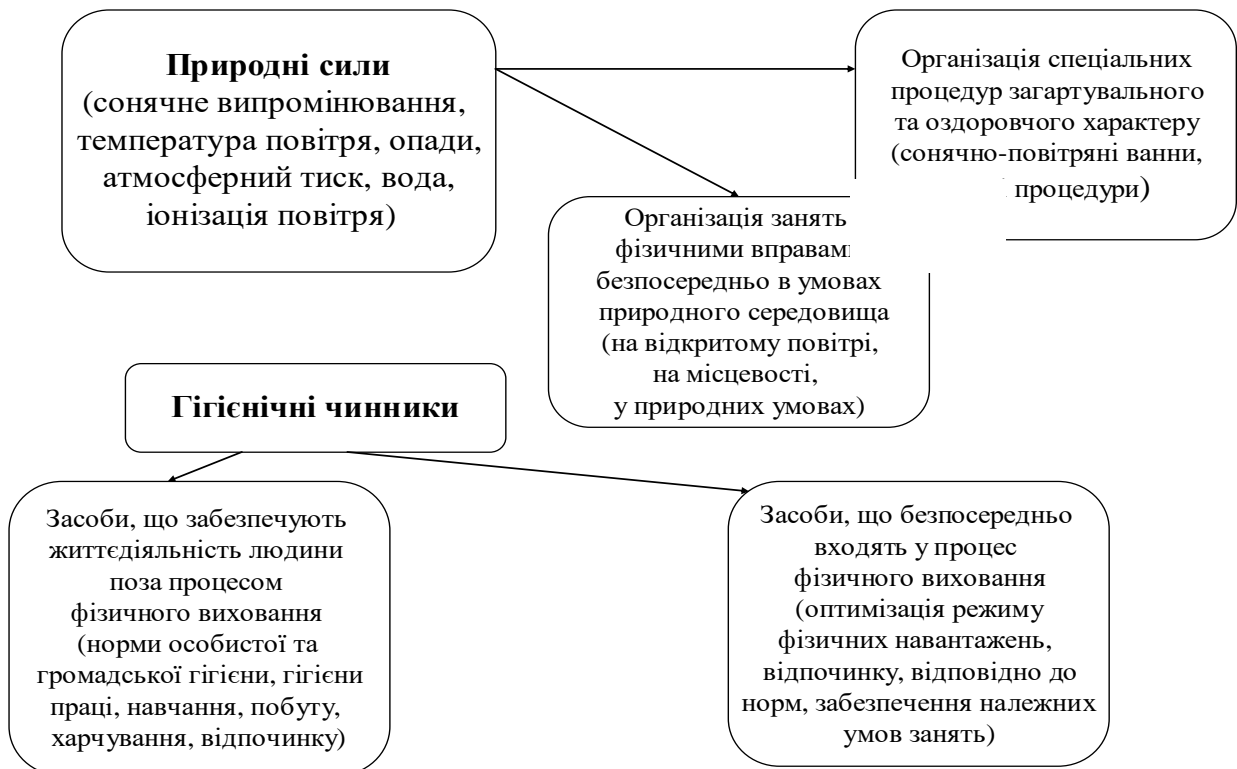 Природні сили
(сонячне випромінювання,
температура повітря, опади,
атмосферний тиск, вода,
іонізація повітря)
Організація спеціальних
процедур загартувального
та оздоровчого характеру
(сонячно-повітряні ванни,
процедури)
Організація занять
фізичними
безпосередньо в умовах
природного середовища
(на відкритому повітрі,
на місцевості,
у природних умовах)
Гігієнічні чинники
Засоби, що забезпечують
життєдіяльність людини
поза процесом
фізичного виховання
(норми особистої та
громадської гігієни, гігієни
праці, навчання, побуту,
харчування, відпочинку)
Засоби, що безпосередньо
входять у процес
фізичного виховання
(оптимізація режиму
фізичних навантажень,
відпочинку, відповідно до
норм, забезпечення належних
умов занять)